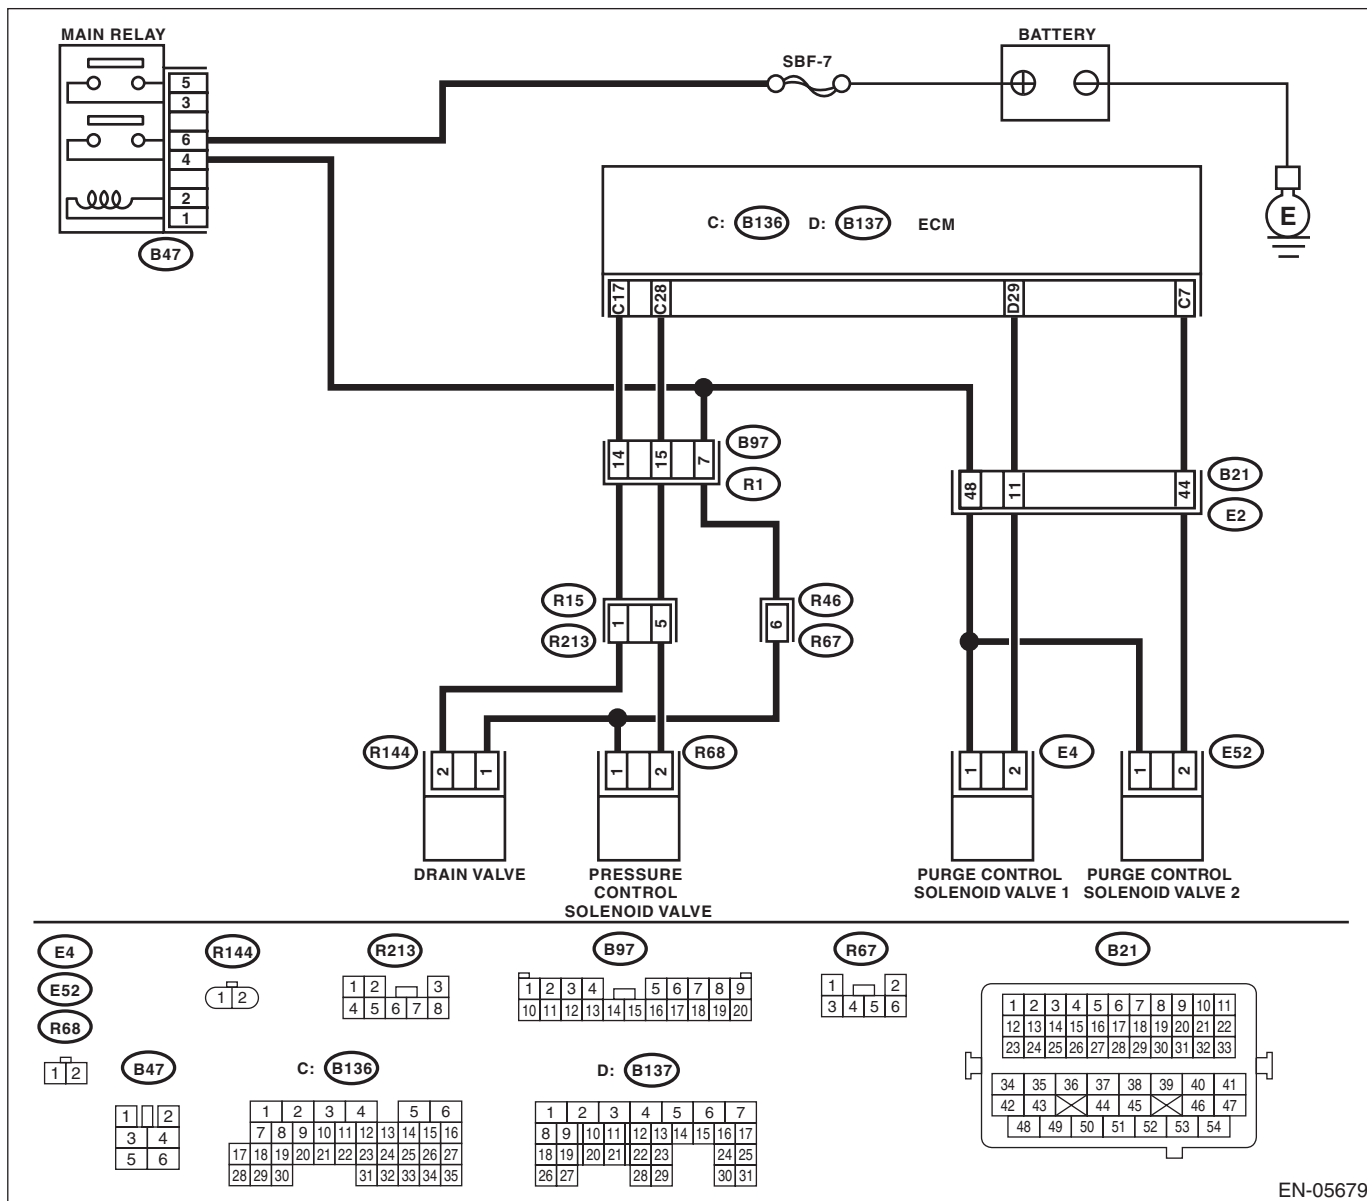 MAIN RELAY
BATTERY
SBF-7
5
3
6
4
2
1
B47
E
C: B136 D: B137 ECM
C17 C28 D29 C7
14 15 7
B97
R1
48 11 44
B21
E2
R15
R213
1 5
6
R46
R67
R144
2 1
1 2
R68
1 2
E4
1 2
E52
DRAIN VALVE
PRESSURE
CONTROL
SOLENOID VALVE
PURGE CONTROL
SOLENOID VALVE 1
PURGE CONTROL
SOLENOID VALVE 2
E4
E52
R68
1 2
R144
1 2
R213
1 2 3
4 5 6 7 8
B97
1 2 3 4 5 6 7 8 9
10 11 12 13 14 15 16 17 18 19 20
R67
1 2
3 4 5 6
B21
1 2 3 4 5 6 7 8 9 10 11
12 13 14 15 16 17 18 19 20 21 22
23 24 25 26 27 28 29 30 31 32 33
34 35 36 37 38 39 40 41
42 43 44 45 46 47
48 49 50 51 52 53 54
B47
1 2
3 4
5 6
C: B136
1 2 3 4 5 6
7 8 9 10 11 12 13 14 15 16
17 18 19 20 21 22 23 24 25 26 27
28 29 30 31 32 33 34 35
D: B137
1 2 3 4 5 6 7
8 9 10 11 12 13 14 15 16 17
18 19 20 21 22 23 24 25
26 27 28 29 30 31
EN-05679